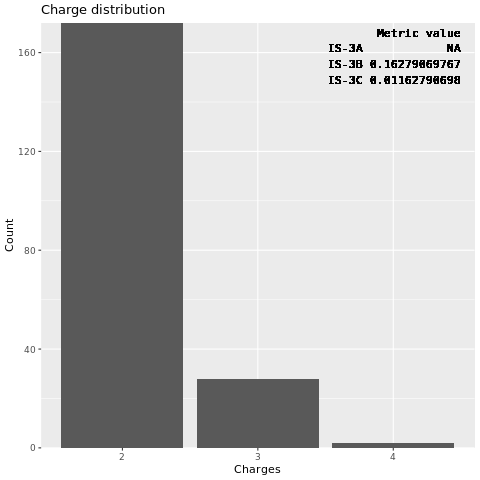 Charge distribution
Metric value
IS-3A NA
IS-3B 0.16279069767
IS-3C 0.01162790698
160
120
80
40
0
Count
2 3 4
Charges